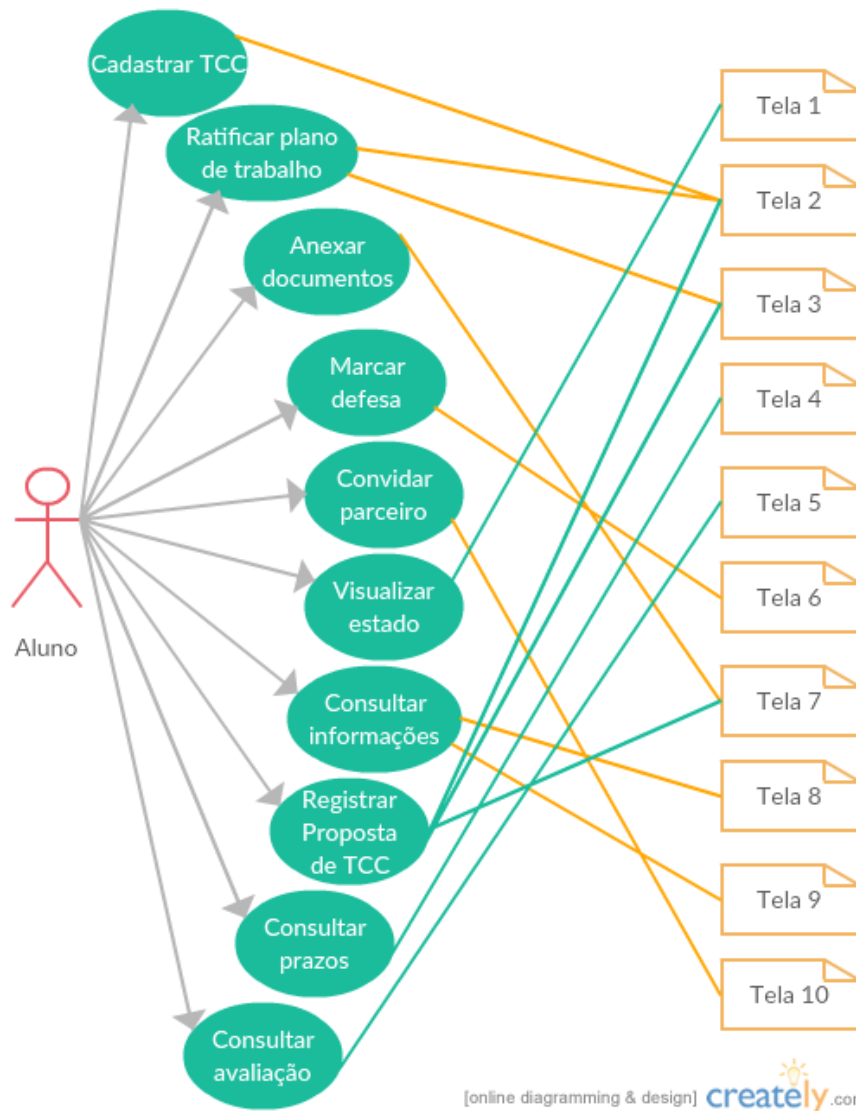 Cadastrar TCC
Ratificar plano
de trabalho
Anexar
documentos
Marcar
defesa
Convidar
parceiro
Visualizar
estado
Consultar
informações
Registrar
Proposta
de TCC
Consultar
prazos
Consultar
avaliação
Aluno
Tela 1
Tela 2
Tela 3
Tela 4
Tela 5
Tela 6
Tela 7
Tela 8
Tela 9
Tela 10
[online diagramming & design] creately.com